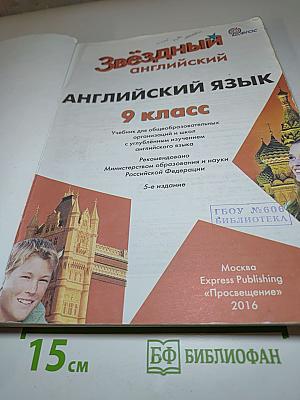 ФГОС
Звёздный
английский
АНГЛИЙСКИЙ ЯЗЫК
9 класс
Учебник для общеобразовательных
организаций и школ
с углублённым изучением
английского языка
Рекомендовано
Министерством образования и науки
Российской Федерации
5-е издание
ГБОУ №606
БИБЛИОТЕКА
Москва
Express Publishing
«Просвещение»
2016
15 см
БФ БИБЛИОФАН